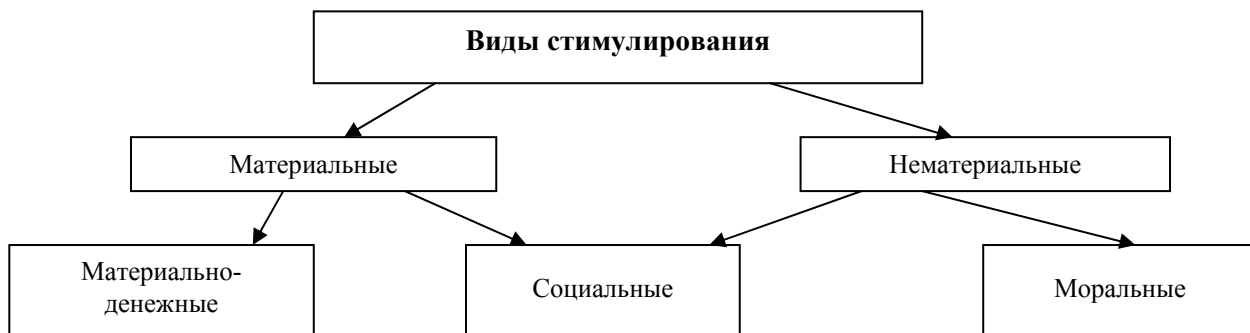 Виды стимулирования
Материальные
Нематериальные
Материально-
денежные
Социальные
Моральные